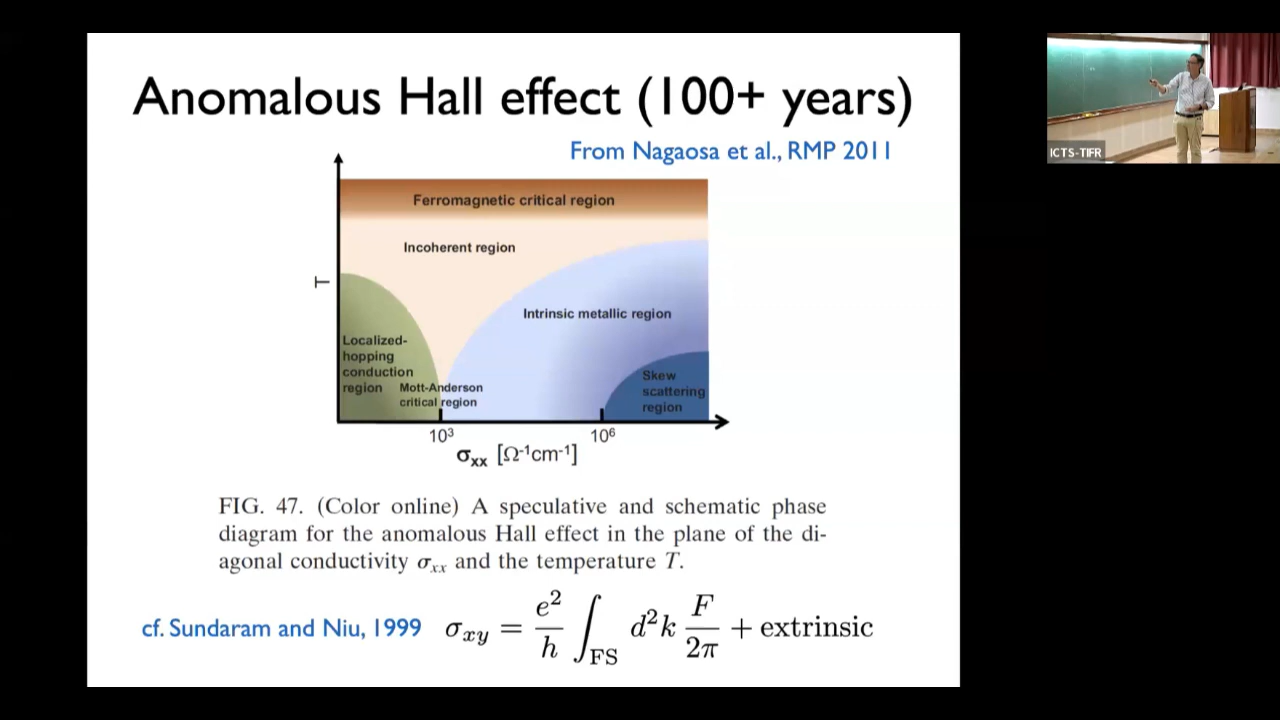 Anomalous Hall effect (100+ years)
From Nagaosa et al., RMP 2011
Ferromagnetic critical region
Incoherent region
T
Intrinsic metallic region
Localized-
hopping
conduction
region
Mott-Anderson
critical region
Skew
scattering
region
10³
10⁶
σxx [Ω⁻¹cm⁻¹]
FIG. 47. (Color online) A speculative and schematic phase
diagram for the anomalous Hall effect in the plane of the di-
agonal conductivity σxx and the temperature T.
cf. Sundaram and Niu, 1999 σxy = e²/h ∫FS d²k F/2π + extrinsic
ICTS-TIFR